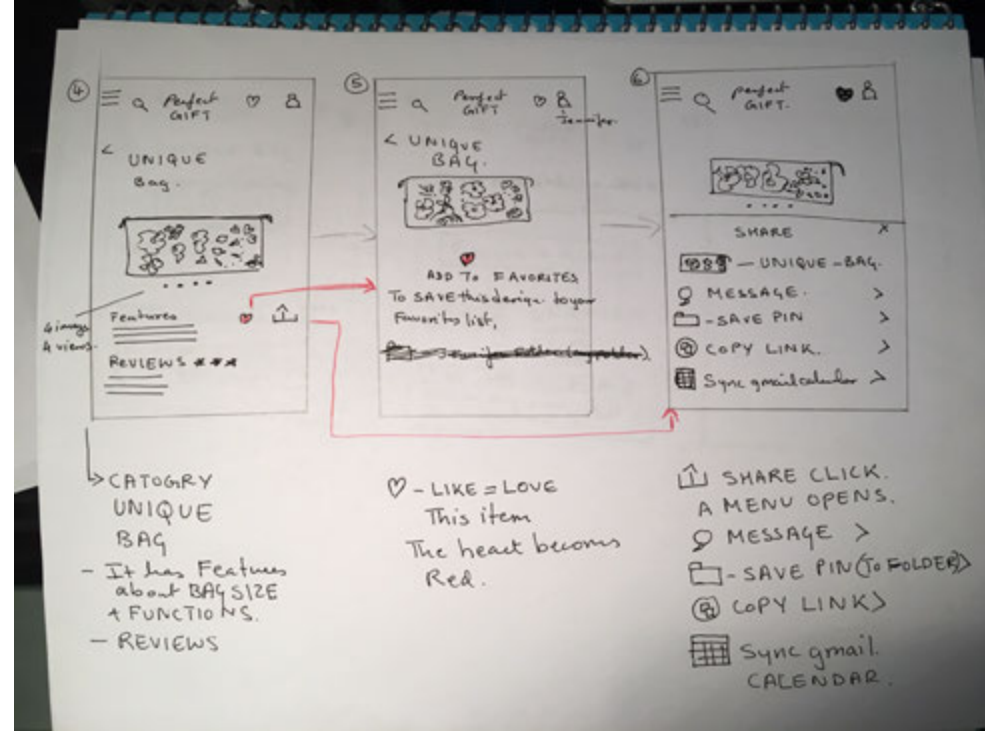 ④
Perfect
GIFT
< UNIQUE
Bag.
4 images
4 views.
Features
REVIEWS ★★★
→ CATOGRY
UNIQUE
BAG
- It has Features
about BAG SIZE
+ FUNCTIONS.
- REVIEWS
⑤
Perfect
GIFT
Jennifer
< UNIQUE
BAG.
ADD TO FAVORITES
To SAVE this design to your
Favorites list,
♡ - LIKE = LOVE
This item
The heart becomes
Red.
⑥
Perfect
GIFT.
SHARE X
- UNIQUE - BAG.
MESSAGE. >
- SAVE PIN >
COPY LINK. >
Sync gmail calendar >
SHARE CLICK.
A MENU OPENS.
MESSAGE >
- SAVE PIN (TO FOLDER)>
COPY LINK >
Sync gmail.
CALENDAR.